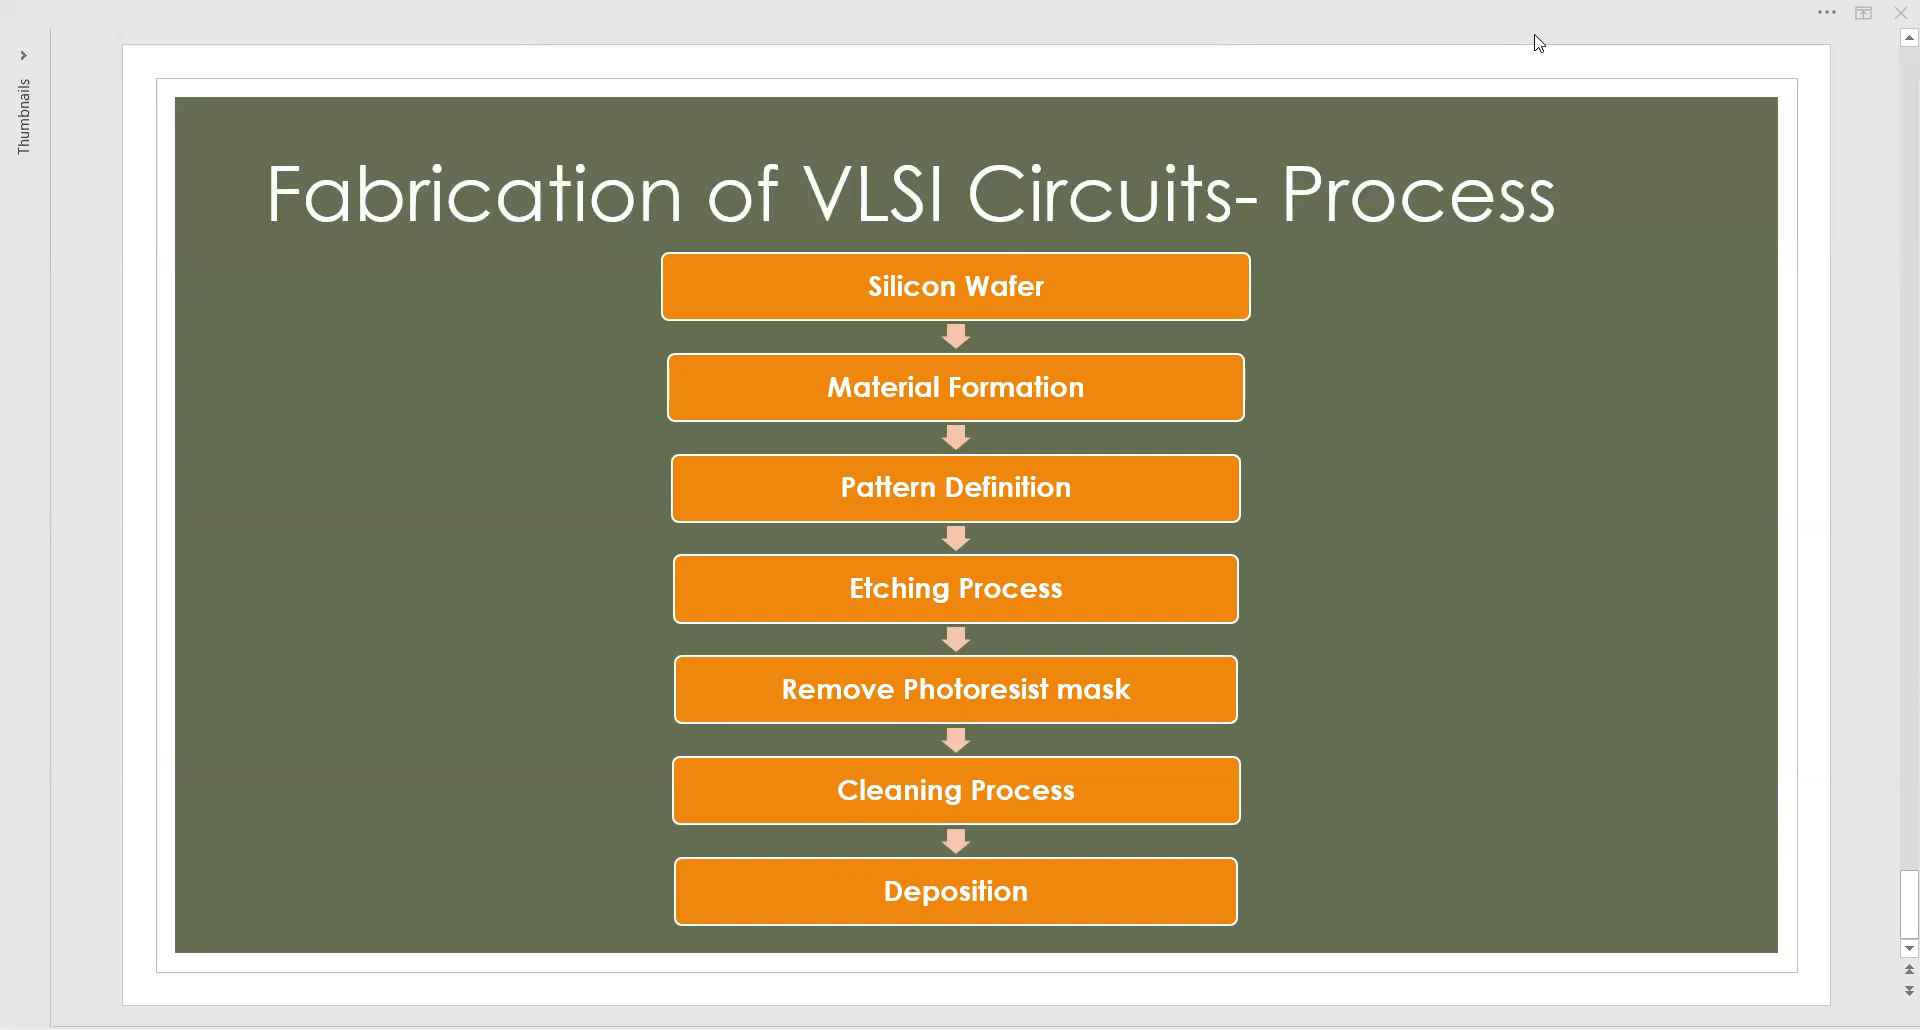 Thumbnails
Fabrication of VLSI Circuits- Process
Silicon Wafer
Material Formation
Pattern Definition
Etching Process
Remove Photoresist mask
Cleaning Process
Deposition